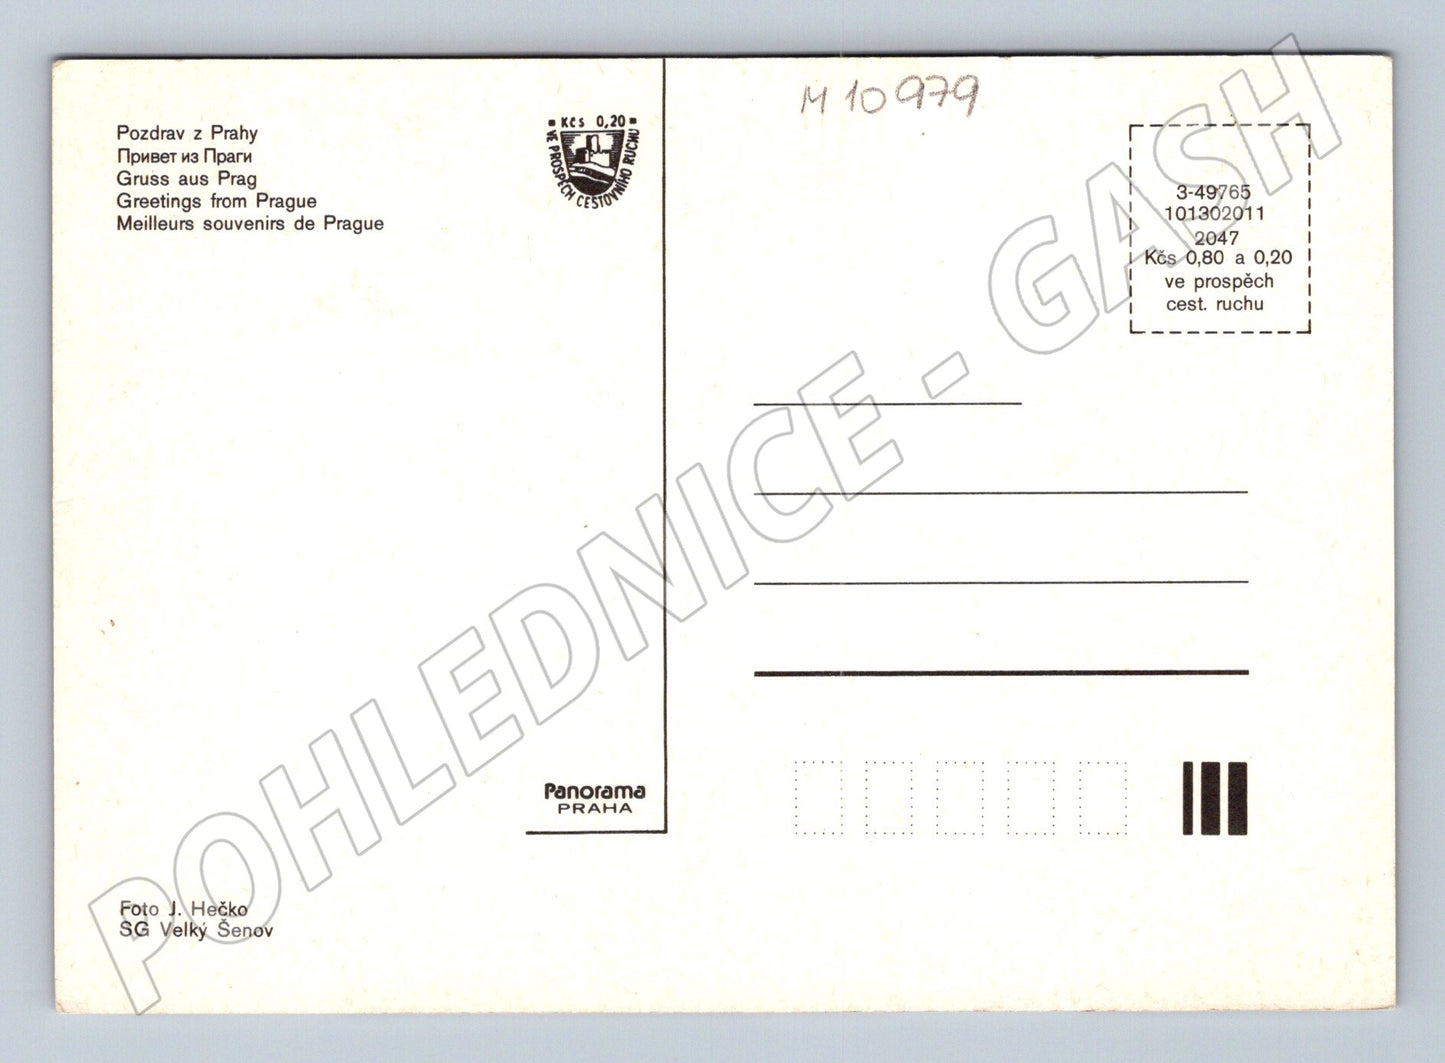 Pozdrav z Prahy
Привет из Праги
Gruss aus Prag
Greetings from Prague
Meilleurs souvenirs de Prague
Kčs 0,20
VE PROSPĚCH CESTOVNÍHO RUCHU
M 10979
3-49765
101302011
2047
Kčs 0,80 a 0,20
ve prospěch
cest. ruchu
POHLEDNICE - GASH
Panorama
PRAHA
Foto J. Hečko
SG Velký Šenov